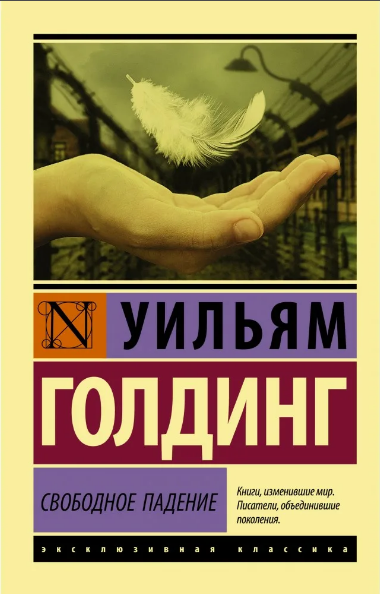 N
УИЛЬЯМ
ГОЛДИНГ
СВОБОДНОЕ ПАДЕНИЕ
Книги, изменившие мир.
Писатели, объединившие
поколения.
эксклюзивная классика